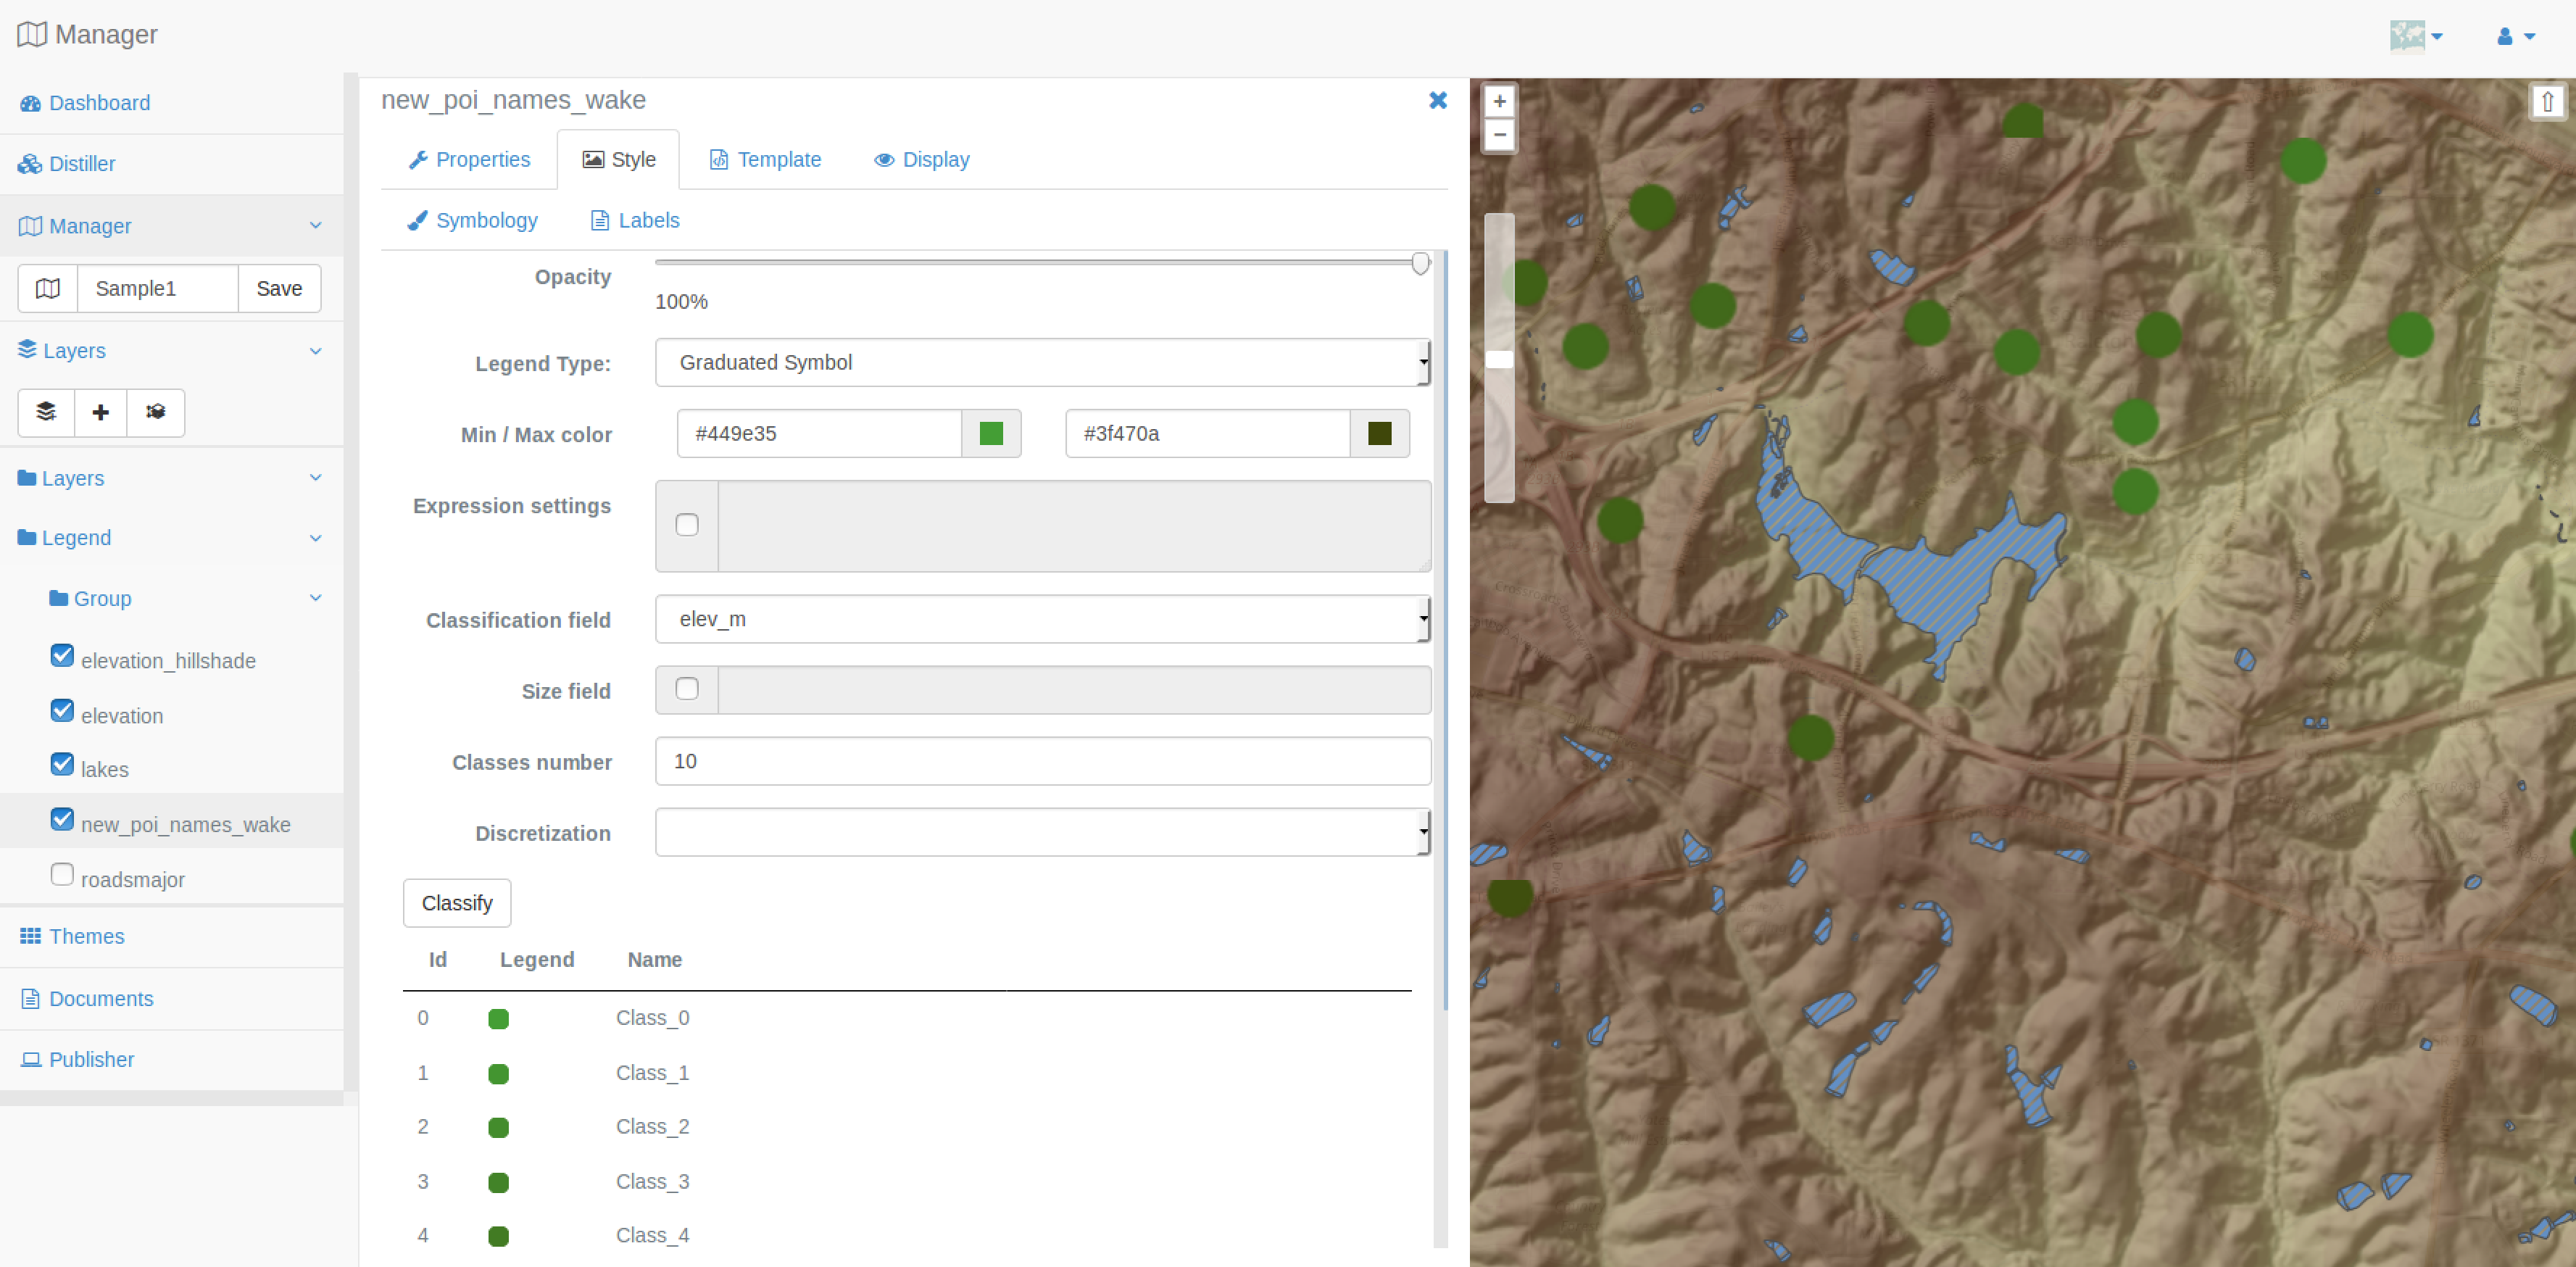 Manager
Dashboard
Distiller
Manager
Sample1
Save
Layers
Layers
Legend
Group
elevation_hillshade
elevation
lakes
new_poi_names_wake
roadsmajor
Themes
Documents
Publisher
new_poi_names_wake
Properties
Style
Template
Display
Symbology
Labels
Opacity
100%
Legend Type:
Graduated Symbol
Min / Max color
#449e35
#3f470a
Expression settings
Classification field
elev_m
Size field
Classes number
10
Discretization
Classify
Id Legend Name
0 Class_0
1 Class_1
2 Class_2
3 Class_3
4 Class_4
+
−
⇧